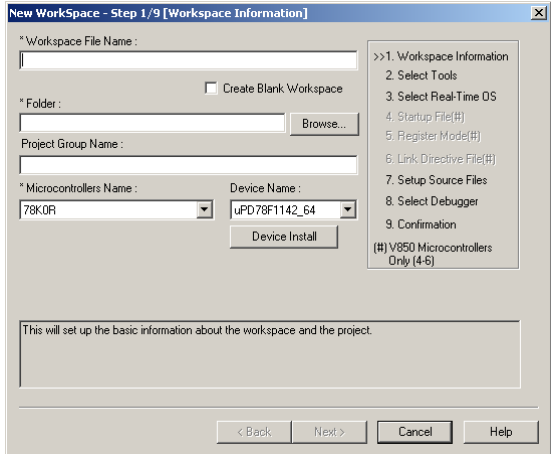 New WorkSpace - Step 1/9 [Workspace Information]
* Workspace File Name :
Create Blank Workspace
* Folder :
Browse...
Project Group Name :
* Microcontrollers Name :
Device Name :
78K0R
uPD78F1142_64
Device Install
>>1. Workspace Information
2. Select Tools
3. Select Real-Time OS
4. Startup File(#)
5. Register Mode(#)
6. Link Directive File(#)
7. Setup Source Files
8. Select Debugger
9. Confirmation
(#) V850 Microcontrollers
Only (4-6)
This will set up the basic information about the workspace and the project.
< Back
Next >
Cancel
Help